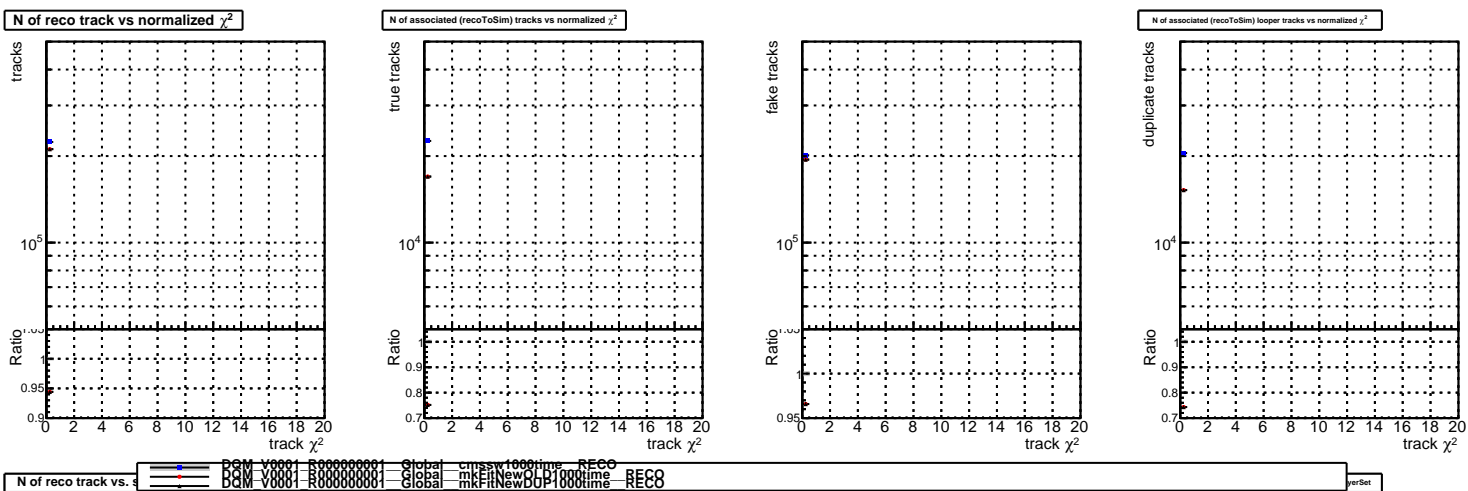 N of reco track vs normalized χ²
N of associated (recoToSim) tracks vs normalized χ²
N of associated (recoToSim) looper tracks vs normalized χ²
tracks
10⁵
true tracks
10⁴
fake tracks
10⁵
duplicate tracks
10⁴
Ratio
1.05
1
0.95
0.9
0 2 4 6 8 10 12 14 16 18 20
track χ²
Ratio
1
0.9
0.8
0.7
0 2 4 6 8 10 12 14 16 18 20
track χ²
Ratio
1.05
1
0.95
0 2 4 6 8 10 12 14 16 18 20
track χ²
Ratio
1
0.9
0.8
0.7
0 2 4 6 8 10 12 14 16 18 20
track χ²
DQM_V0001_R000000001__Global__cmssw1000time__RECO
DQM_V0001_R000000001__Global__mkFitNewOLD1000time__RECO
DQM_V0001_R000000001__Global__mkFitNewDUP1000time__RECO
N of reco track vs. s
yerSet